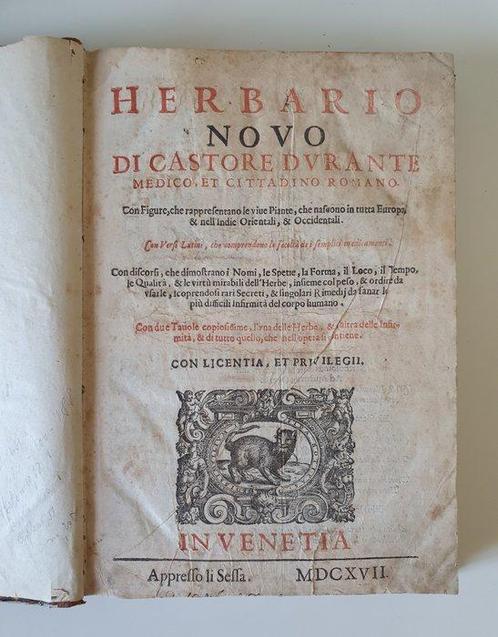 HERBARIO
NOVO
DI CASTORE DVRANTE
MEDICO, ET CITTADINO ROMANO.
Con Figure, che rappresentano le viue Piante, che nascono in tutta Europa,
& nell'Indie Orientali, & Occidentali.
Con Versi Latini, che comprendono le facoltà de i semplici medicamenti.
Con discorsi, che dimostrano i Nomi, le Spetie, la Forma, il Loco, il Tempo,
le Qualità, & le virtù mirabili dell'Herbe, insieme col peso, & ordine da
vsarle, scoprendosi rari Secreti, & singolari Rimedij da sanar le
più difficili Infirmità del corpo humano.
Con due Tauole copiosissime, l'vna delle Herbe, & l'altra delle Infir-
mità, & di tutto quello, che nell'opera si contiene.
CON LICENTIA, ET PRIVILEGII.
IN VENETIA
Appresso li Sessa. MDCXVII.